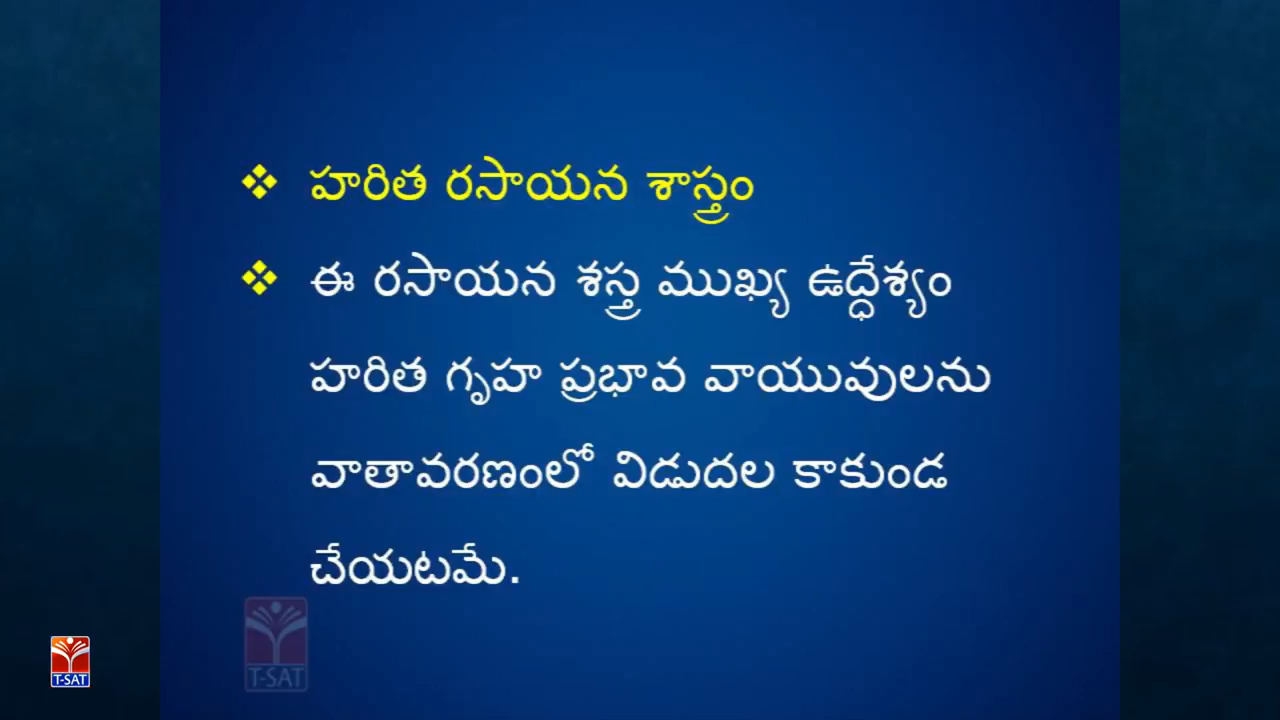 ❖ హరిత రసాయన శాస్త్రం
❖ ఈ రసాయన శస్త్ర ముఖ్య ఉద్ధేశ్యం
హరిత గృహ ప్రభావ వాయువులను
వాతావరణంలో విడుదల కాకుండ
చేయటమే.
T-SAT
T-SAT